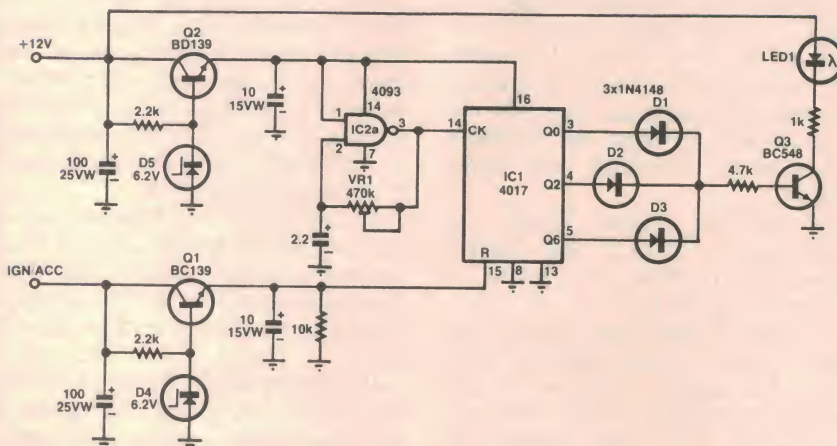 Q2
BD139
+12V
2.2k
100
25VW
D5
6.2V
10
15VW
4093
1
14
IC2a
3
2
7
VR1
470k
2.2
14
CK
16
IC1
4017
Q0
3
Q2
4
Q6
5
R
15
8
13
3x1N4148
D1
D2
D3
4.7k
LED1
λ
1k
Q3
BC548
IGN/ACC
Q1
BC139
2.2k
100
25VW
D4
6.2V
10
15VW
10k